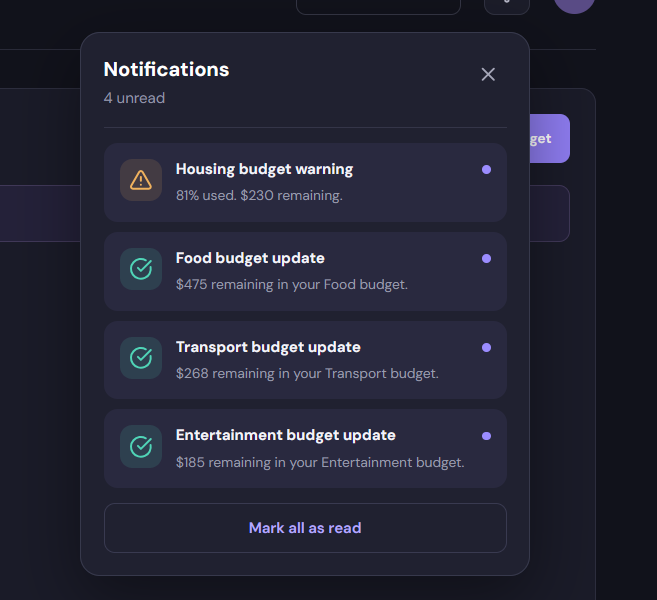 Notifications
4 unread
get
Housing budget warning
81% used. $230 remaining.
Food budget update
$475 remaining in your Food budget.
Transport budget update
$268 remaining in your Transport budget.
Entertainment budget update
$185 remaining in your Entertainment budget.
Mark all as read